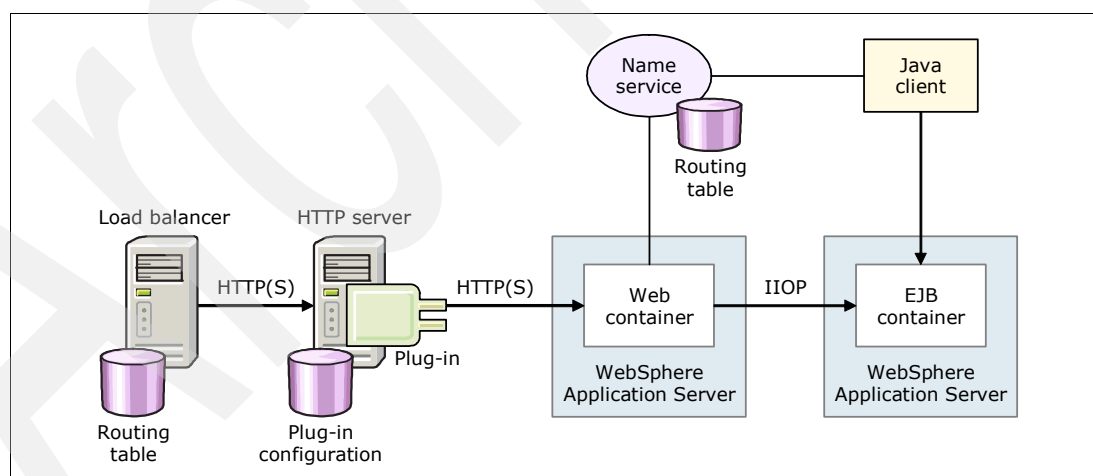 Name
service
Java
client
Routing
table
Load balancer
HTTP server
HTTP(S)
HTTP(S)
Web
container
IIOP
EJB
container
Plug-in
WebSphere
Application Server
WebSphere
Application Server
Routing
table
Plug-in
configuration